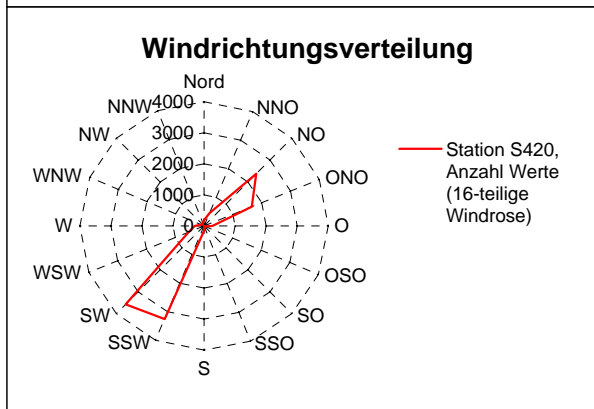 Windrichtungsverteilung
Nord
NNO
NO
ONO
O
OSO
SO
SSO
S
SSW
SW
WSW
W
WNW
NW
NNW
4000
3000
2000
1000
0
Station S420,
Anzahl Werte
(16-teilige
Windrose)